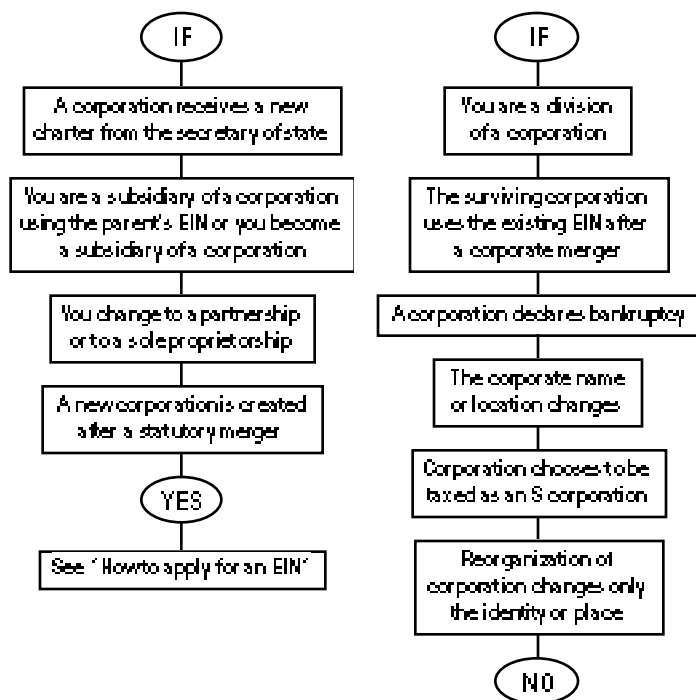 IF
A corporation receives a new
charter from the secretary of state
You are a subsidiary of a corporation
using the parent's EIN or you become
a subsidiary of a corporation
You change to a partnership
or to a sole proprietorship
A new corporation is created
after a statutory merger
YES
See "How to apply for an EIN"
IF
You are a division
of a corporation
The surviving corporation
uses the existing EIN after
a corporate merger
A corporation declares bankruptcy
The corporate name
or location changes
Corporation chooses to be
taxed as an S corporation
Reorganization of
corporation changes only
the identity or place
NO